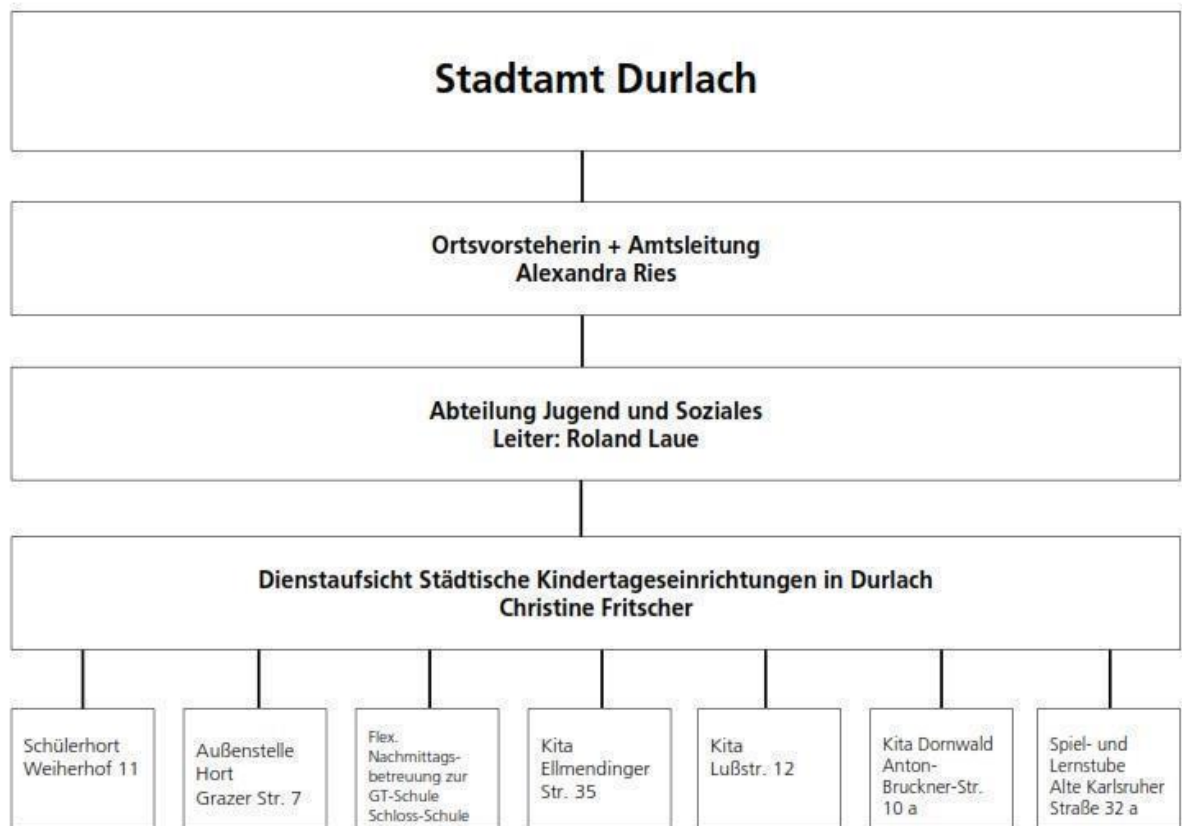 Stadtamt Durlach
Ortsvorsteherin + Amtsleitung
Alexandra Ries
Abteilung Jugend und Soziales
Leiter: Roland Laue
Dienstaufsicht Städtische Kindertageseinrichtungen in Durlach
Christine Fritscher
Schülerhort
Weiherhof 11
Außenstelle
Hort
Grazer Str. 7
Flex.
Nachmittags-
betreuung zur
GT-Schule
Schloss-Schule
Kita
Ellmendinger
Str. 35
Kita
Lußstr. 12
Kita Dornwald
Anton-
Bruckner-Str.
10 a
Spiel- und
Lernstube
Alte Karlsruher
Straße 32 a